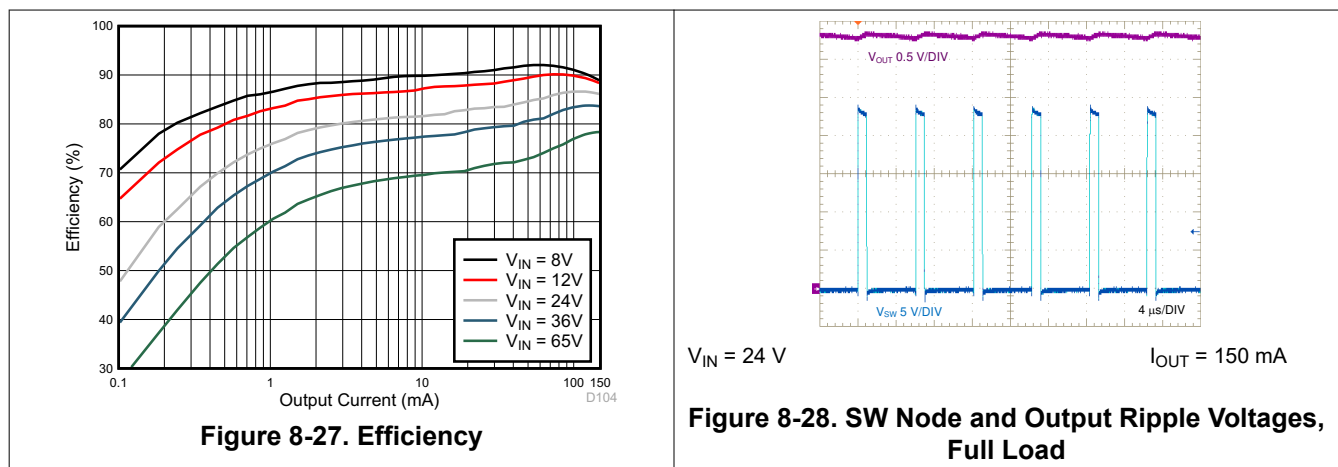 100
90
80
70
60
50
40
30
Efficiency (%)
0.1
1
10
100 150
Output Current (mA)
D104
V_IN = 8V
V_IN = 12V
V_IN = 24V
V_IN = 36V
V_IN = 65V
Figure 8-27. Efficiency
V_OUT 0.5 V/DIV
V_SW 5 V/DIV
4 µs/DIV
V_IN = 24 V
I_OUT = 150 mA
Figure 8-28. SW Node and Output Ripple Voltages,
Full Load